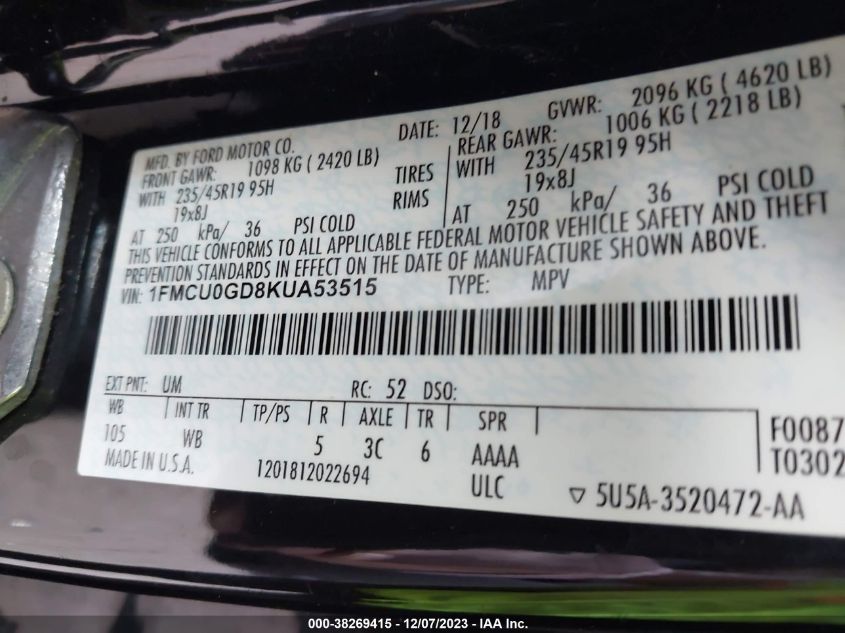 MFD. BY FORD MOTOR CO. DATE: 12/18 GVWR: 2096 KG ( 4620 LB)
FRONT GAWR: 1098 KG ( 2420 LB) REAR GAWR: 1006 KG ( 2218 LB)
WITH 235/45R19 95H TIRES WITH 235/45R19 95H
19x8J RIMS 19x8J
AT 250 kPa/ 36 PSI COLD AT 250 kPa/ 36 PSI COLD
THIS VEHICLE CONFORMS TO ALL APPLICABLE FEDERAL MOTOR VEHICLE SAFETY AND THEFT
PREVENTION STANDARDS IN EFFECT ON THE DATE OF MANUFACTURE SHOWN ABOVE.
VIN: 1FMCU0GD8KUA53515 TYPE: MPV
EXT PNT: UM RC: 52 DSO:
WB INT TR TP/PS R AXLE TR SPR
105 WB 5 3C 6 AAAA
F0087
MADE IN U.S.A. 1201812022694 ULC
T0302
5U5A-3520472-AA
000-38269415 - 12/07/2023 - IAA Inc.